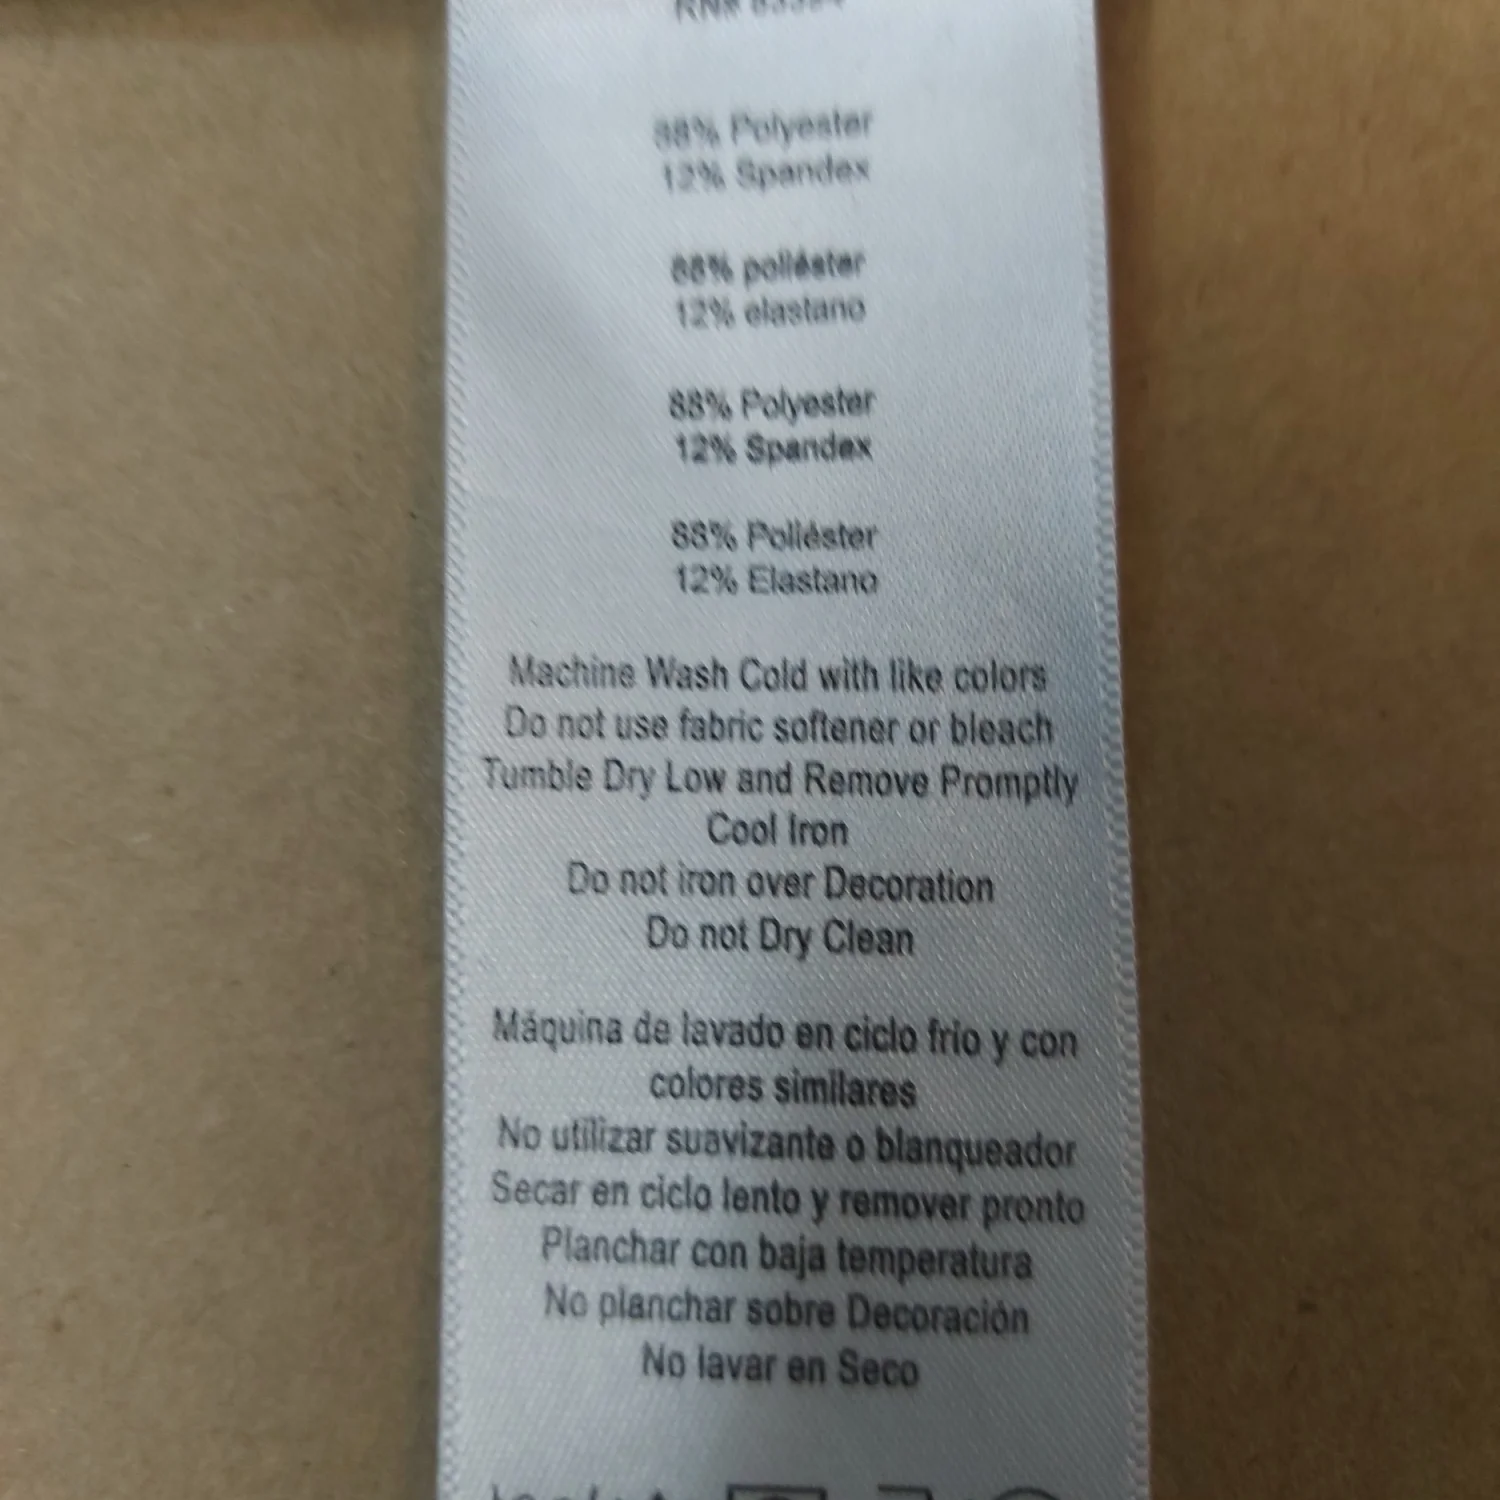 RN#
88% Polyester
12% Spandex
88% poliéster
12% elastano
88% Polyester
12% Spandex
88% Poliéster
12% Elastano
Machine Wash Cold with like colors
Do not use fabric softener or bleach
Tumble Dry Low and Remove Promptly
Cool Iron
Do not iron over Decoration
Do not Dry Clean
Máquina de lavado en ciclo frío y con
colores similares
No utilizar suavizante o blanqueador
Secar en ciclo lento y remover pronto
Planchar con baja temperatura
No planchar sobre Decoración
No lavar en Seco